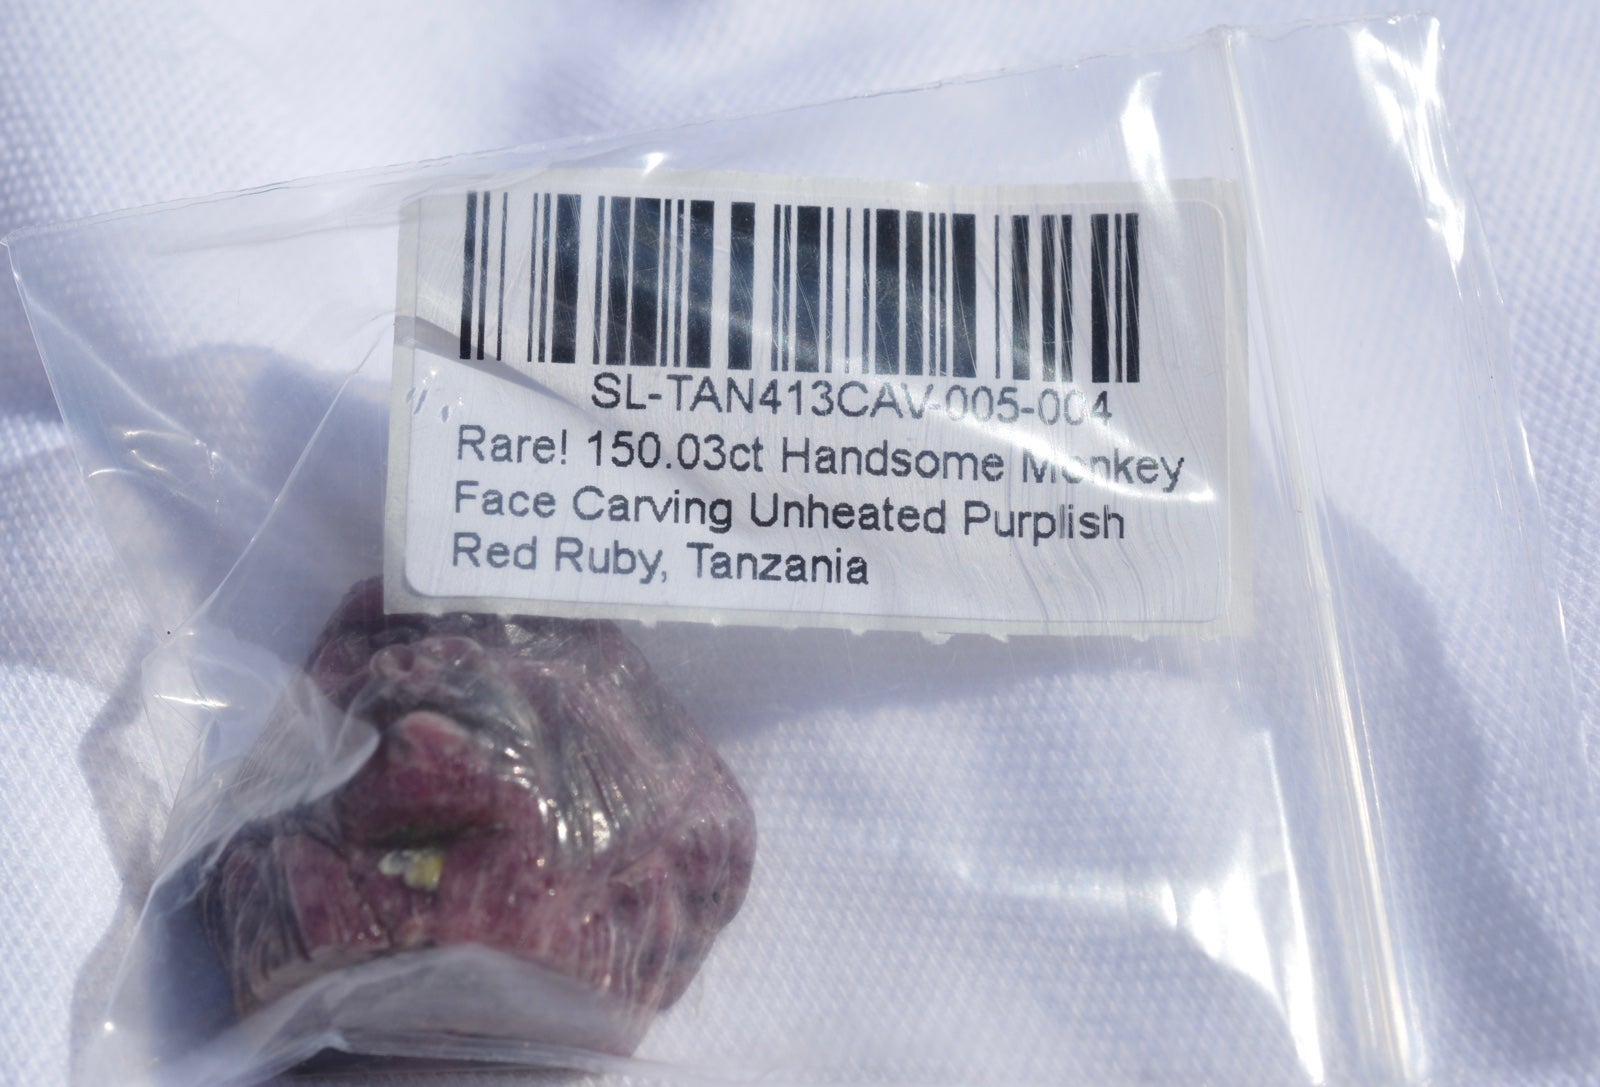 SL-TAN413CAV-005-004
Rare! 150.03ct Handsome Monkey
Face Carving Unheated Purplish
Red Ruby, Tanzania